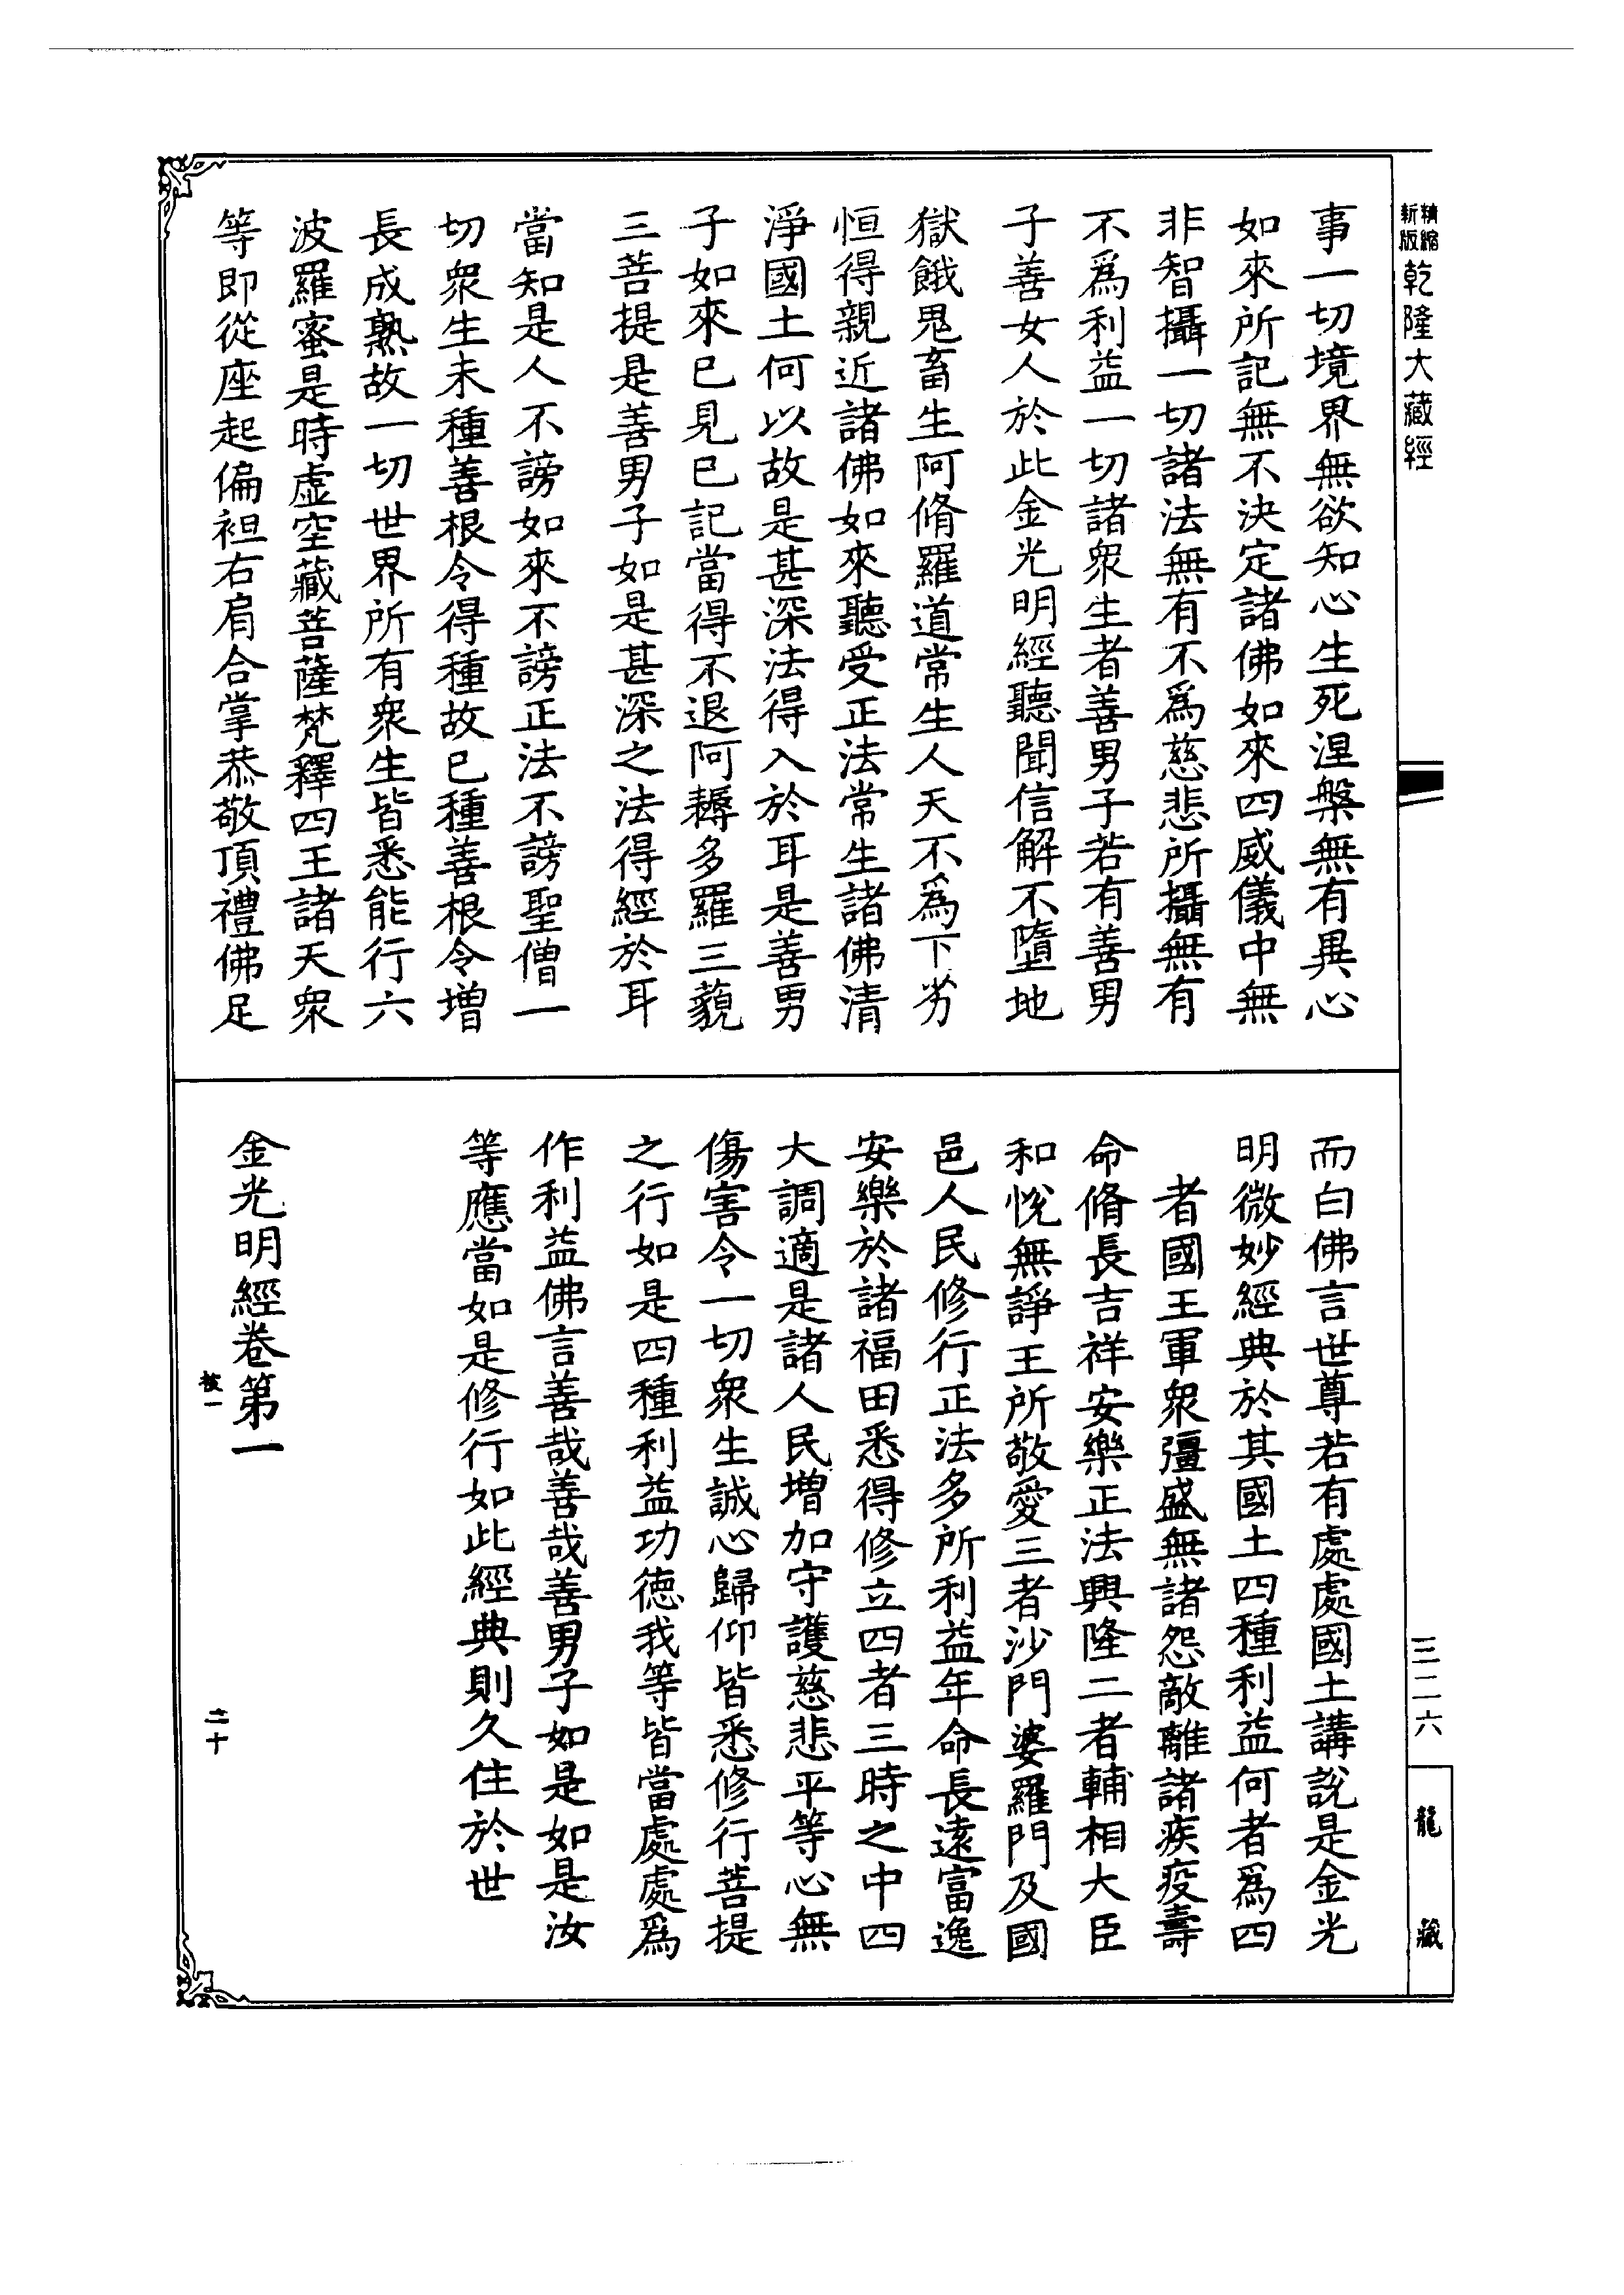 新版精縮乾隆大藏經
事一切境界無欲知心生死涅槃無有異心
如來所記無不決定諸佛如來四威儀中無
非智攝一切諸法無有不爲慈悲所攝無有
不爲利益一切諸衆生者善男子若有善男
子善女人於此金光明經聽聞信解不墮地
獄餓鬼畜生阿脩羅道常生人天不爲下劣
恒得親近諸佛如來聽受正法常生諸佛清
淨國土何以故是甚深法得入於耳是善男
子如來已見已記當得不退阿耨多羅三藐
三菩提是善男子如是甚深之法得經於耳
當知是人不謗如來不謗正法不謗聖僧一
切衆生未種善根令得種故已種善根令增
長成熟故一切世界所有衆生皆悉能行六
波羅蜜是時虛空藏菩薩梵釋四王諸天衆
等即從座起偏袒右肩合掌恭敬頂禮佛足
而白佛言世尊若有處處國土講說是金光
明微妙經典於其國土四種利益何者爲四
者國王軍衆彊盛無諸怨敵離諸疾疫壽
命脩長吉祥安樂正法興隆二者輔相大臣
和悅無諍王所敬愛三者沙門婆羅門及國
邑人民修行正法多所利益年命長遠富逸
安樂於諸福田悉得修立四者三時之中四
大調適是諸人民增加守護慈悲平等心無
傷害令一切衆生誠心歸仰皆悉修行菩提
之行如是四種利益功德我等皆當處處爲
作利益佛言善哉善哉善男子如是如是汝
等應當如是修行如此經典則久住於世
金光明經卷第一
被一
二十
三二六
龍藏